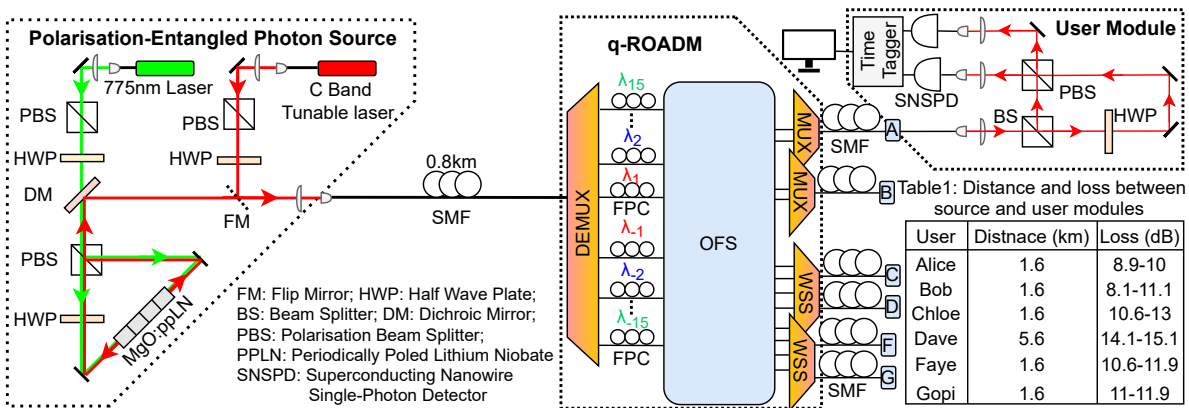 Polarisation-Entangled Photon Source
775nm Laser
C Band
Tunable laser
PBS
PBS
HWP
HWP
DM
FM
0.8km
SMF
PBS
HWP
MgO:ppLN
FM: Flip Mirror; HWP: Half Wave Plate;
BS: Beam Splitter; DM: Dichroic Mirror;
PBS: Polarisation Beam Splitter;
PPLN: Periodically Poled Lithium Niobate
SNSPD: Superconducting Nanowire
Single-Photon Detector
q-ROADM
DEMUX
λ15
λ2
λ1
FPC
λ-1
λ-2
λ-15
FPC
OFS
MUX
MUX
WSS
WSS
SMF
A
B
C
D
F
G
SMF
User Module
Time
Tagger
SNSPD
BS
PBS
HWP
Table1: Distance and loss between
source and user modules
User Distnace (km) Loss (dB)
Alice 1.6 8.9-10
Bob 1.6 8.1-11.1
Chloe 1.6 10.6-13
Dave 5.6 14.1-15.1
Faye 1.6 10.6-11.9
Gopi 1.6 11-11.9